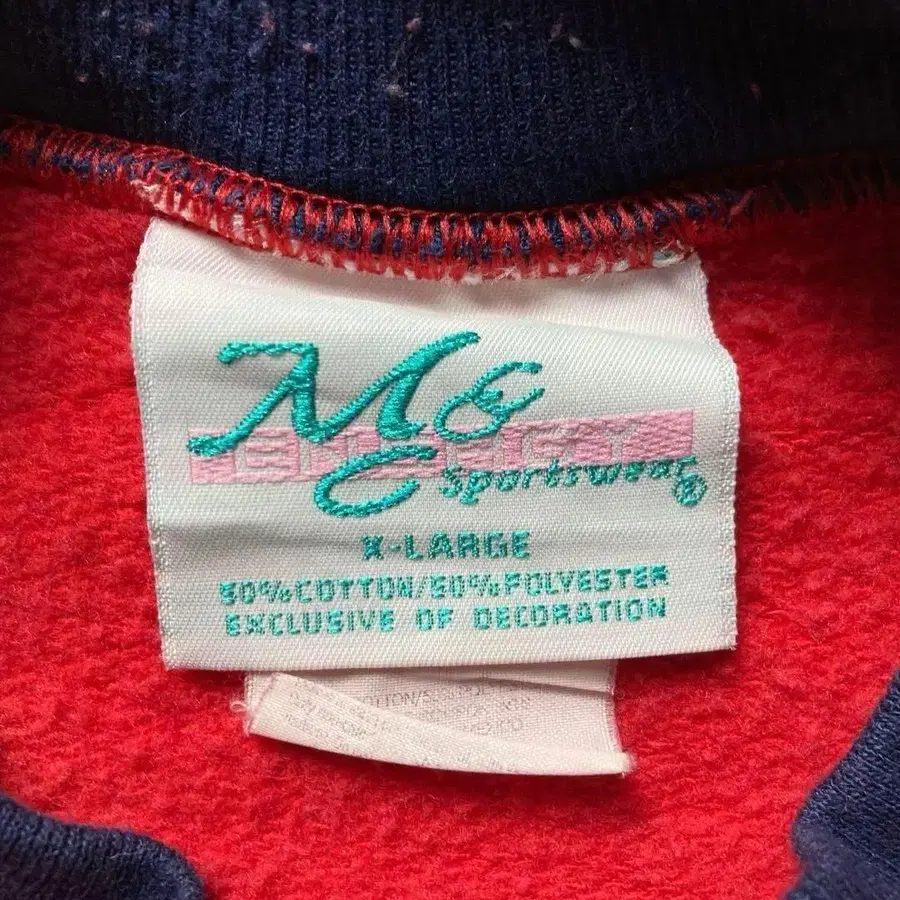 M&C
ENERGY
Sportswear®
X-LARGE
50%COTTON/50%POLYESTER
EXCLUSIVE OF DECORATION